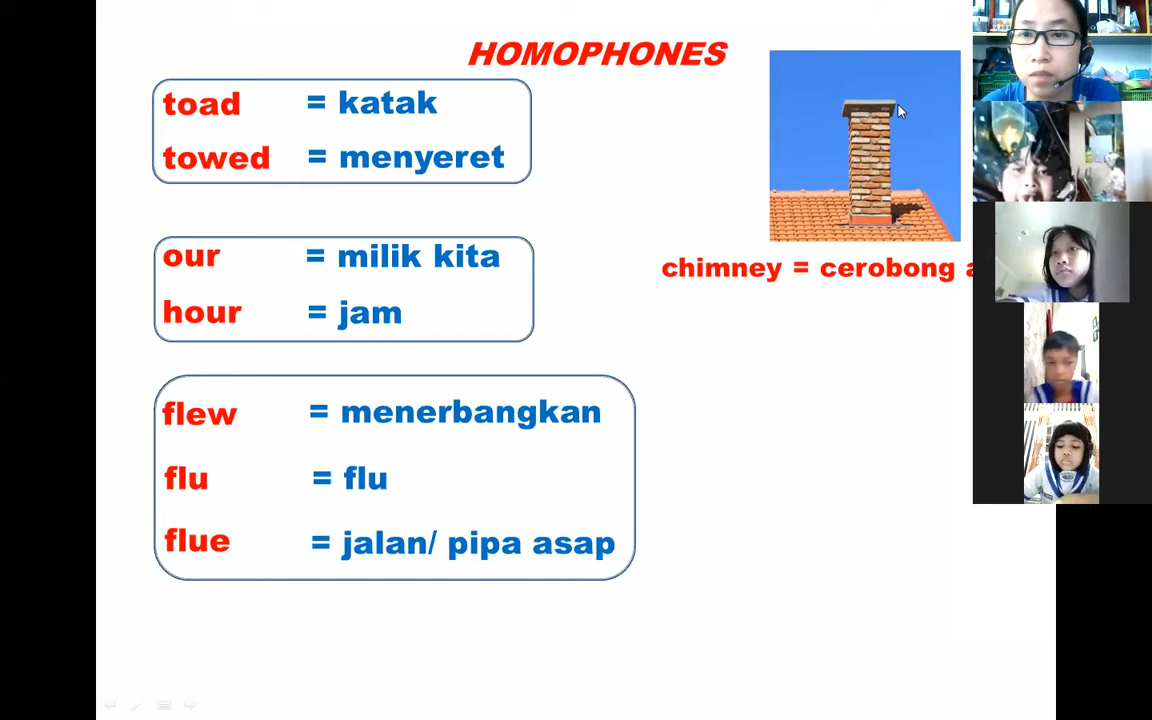 HOMOPHONES
toad = katak
towed = menyeret
our = milik kita
hour = jam
chimney = cerobong a
flew = menerbangkan
flu = flu
flue = jalan/ pipa asap